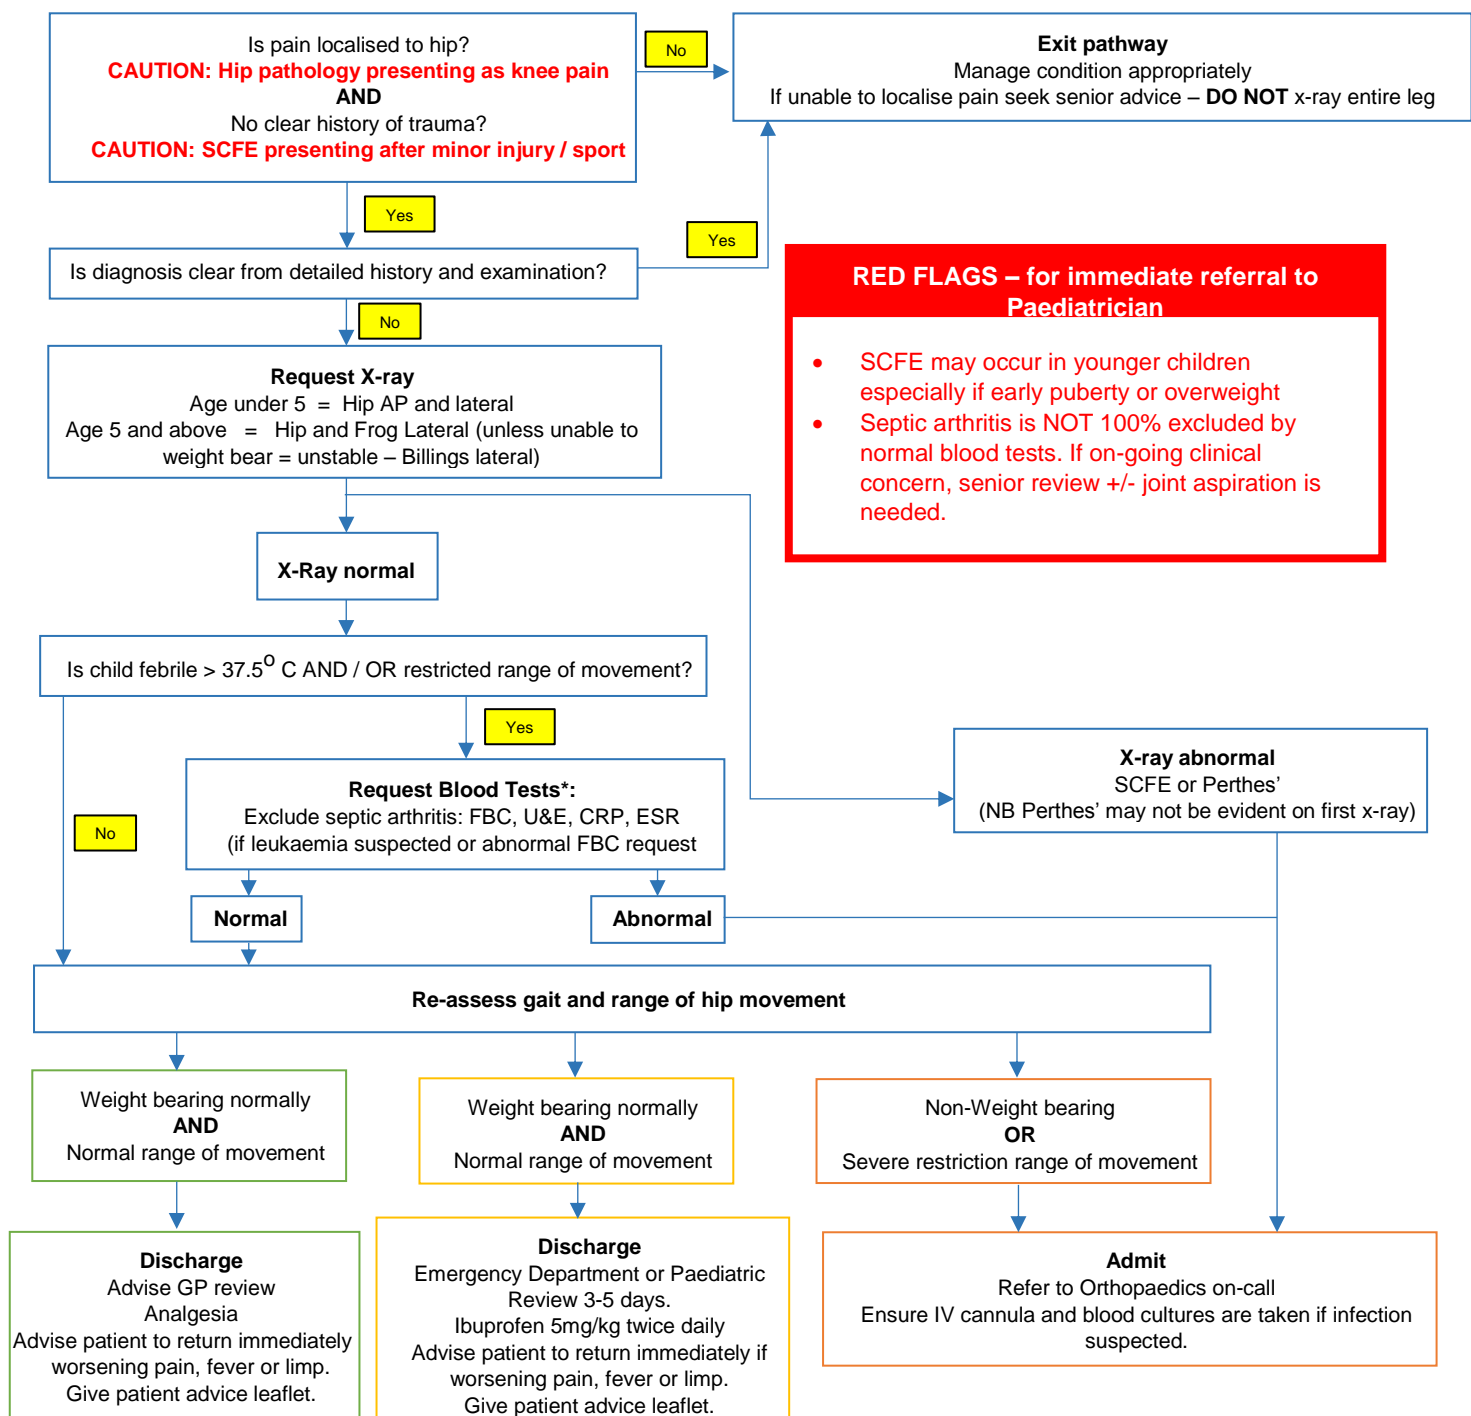 Is pain localised to hip?
CAUTION: Hip pathology presenting as knee pain
AND
No clear history of trauma?
CAUTION: SCFE presenting after minor injury / sport
No
Exit pathway
Manage condition appropriately
If unable to localise pain seek senior advice – DO NOT x-ray entire leg
Yes
Yes
Is diagnosis clear from detailed history and examination?
No
RED FLAGS – for immediate referral to
Paediatrician
• SCFE may occur in younger children
especially if early puberty or overweight
• Septic arthritis is NOT 100% excluded by
normal blood tests. If on-going clinical
concern, senior review +/- joint aspiration is
needed.
Request X-ray
Age under 5 = Hip AP and lateral
Age 5 and above = Hip and Frog Lateral (unless unable to
weight bear = unstable – Billings lateral)
X-Ray normal
Is child febrile > 37.5° C AND / OR restricted range of movement?
Yes
No
Request Blood Tests*:
Exclude septic arthritis: FBC, U&E, CRP, ESR
(if leukaemia suspected or abnormal FBC request
X-ray abnormal
SCFE or Perthes'
(NB Perthes' may not be evident on first x-ray)
Normal
Abnormal
Re-assess gait and range of hip movement
Weight bearing normally
AND
Normal range of movement
Weight bearing normally
AND
Normal range of movement
Non-Weight bearing
OR
Severe restriction range of movement
Discharge
Advise GP review
Analgesia
Advise patient to return immediately
worsening pain, fever or limp.
Give patient advice leaflet.
Discharge
Emergency Department or Paediatric
Review 3-5 days.
Ibuprofen 5mg/kg twice daily
Advise patient to return immediately if
worsening pain, fever or limp.
Give patient advice leaflet.
Admit
Refer to Orthopaedics on-call
Ensure IV cannula and blood cultures are taken if infection
suspected.